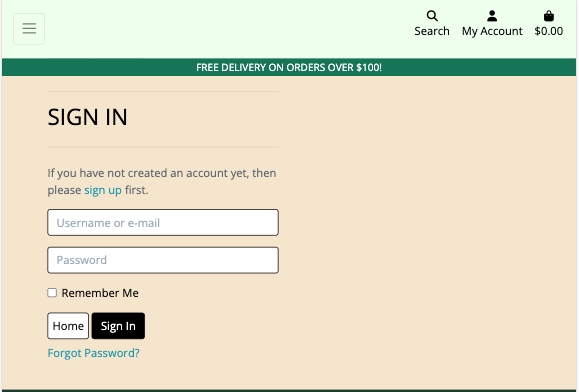 Search My Account $0.00
FREE DELIVERY ON ORDERS OVER $100!
SIGN IN
If you have not created an account yet, then
please sign up first.
Username or e-mail
Password
Remember Me
Home Sign In
Forgot Password?